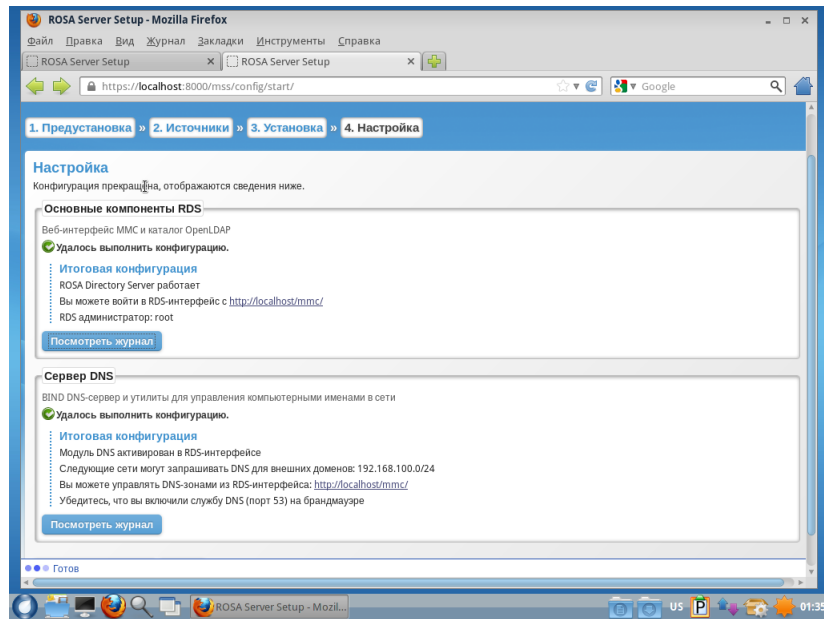 ROSA Server Setup - Mozilla Firefox
Файл Правка Вид Журнал Закладки Инструменты Справка
ROSA Server Setup ROSA Server Setup
https://localhost:8000/mss/config/start/ Google
1. Предустановка » 2. Источники » 3. Установка » 4. Настройка
Настройка
Конфигурация прекращена, отображаются сведения ниже.
Основные компоненты RDS
Веб-интерфейс MMC и каталог OpenLDAP
Удалось выполнить конфигурацию.
Итоговая конфигурация
ROSA Directory Server работает
Вы можете войти в RDS-интерфейс с http://localhost/mmc/
RDS администратор: root
Посмотреть журнал
Сервер DNS
BIND DNS-сервер и утилиты для управления компьютерными именами в сети
Удалось выполнить конфигурацию.
Итоговая конфигурация
Модуль DNS активирован в RDS-интерфейсе
Следующие сети могут запрашивать DNS для внешних доменов: 192.168.100.0/24
Вы можете управлять DNS-зонами из RDS-интерфейса: http://localhost/mmc/
Убедитесь, что вы включили службу DNS (порт 53) на брандмауэре
Посмотреть журнал
Готов
ROSA Server Setup - Mozil... US P 01:35